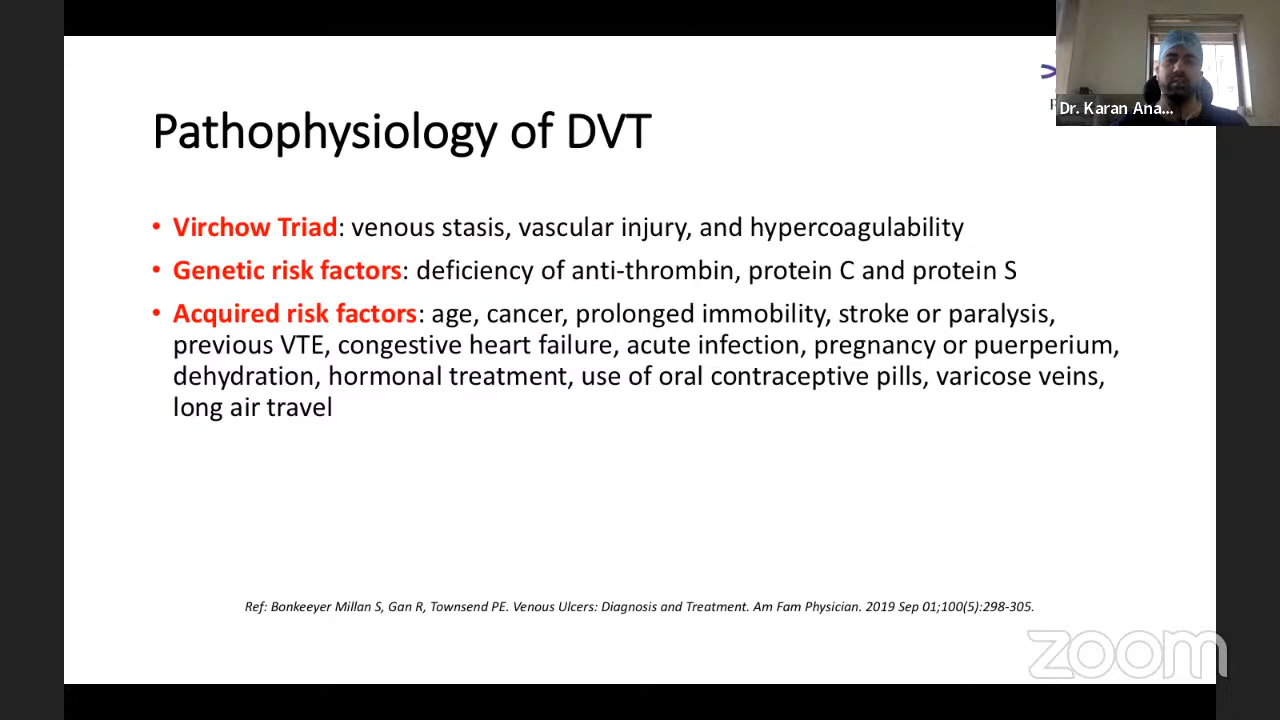 Pathophysiology of DVT
Dr. Karan Ana...
• Virchow Triad: venous stasis, vascular injury, and hypercoagulability
• Genetic risk factors: deficiency of anti-thrombin, protein C and protein S
• Acquired risk factors: age, cancer, prolonged immobility, stroke or paralysis,
previous VTE, congestive heart failure, acute infection, pregnancy or puerperium,
dehydration, hormonal treatment, use of oral contraceptive pills, varicose veins,
long air travel
Ref: Bonkeeyer Millan S, Gan R, Townsend PE. Venous Ulcers: Diagnosis and Treatment. Am Fam Physician. 2019 Sep 01;100(5):298-305.
zoom